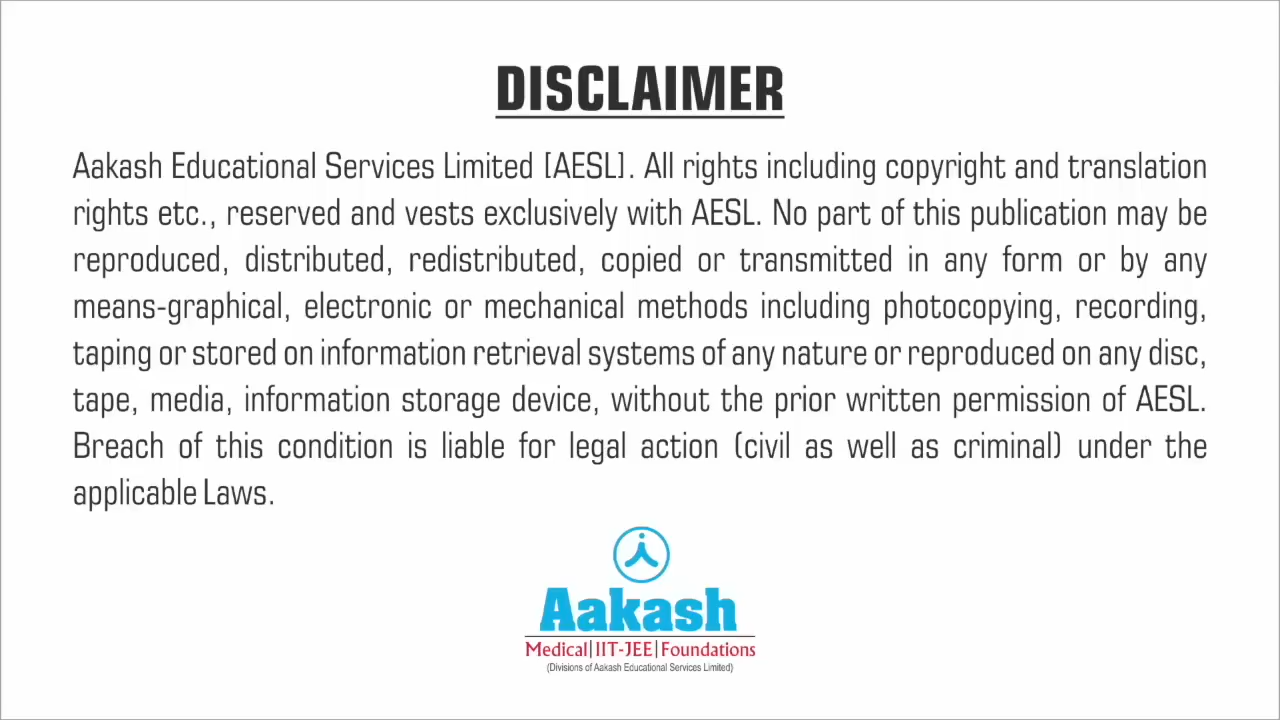 DISCLAIMER
Aakash Educational Services Limited [AESL]. All rights including copyright and translation
rights etc., reserved and vests exclusively with AESL. No part of this publication may be
reproduced, distributed, redistributed, copied or transmitted in any form or by any
means-graphical, electronic or mechanical methods including photocopying, recording,
taping or stored on information retrieval systems of any nature or reproduced on any disc,
tape, media, information storage device, without the prior written permission of AESL.
Breach of this condition is liable for legal action (civil as well as criminal) under the
applicable Laws.
Aakash
Medical|IIT-JEE|Foundations
(Divisions of Aakash Educational Services Limited)